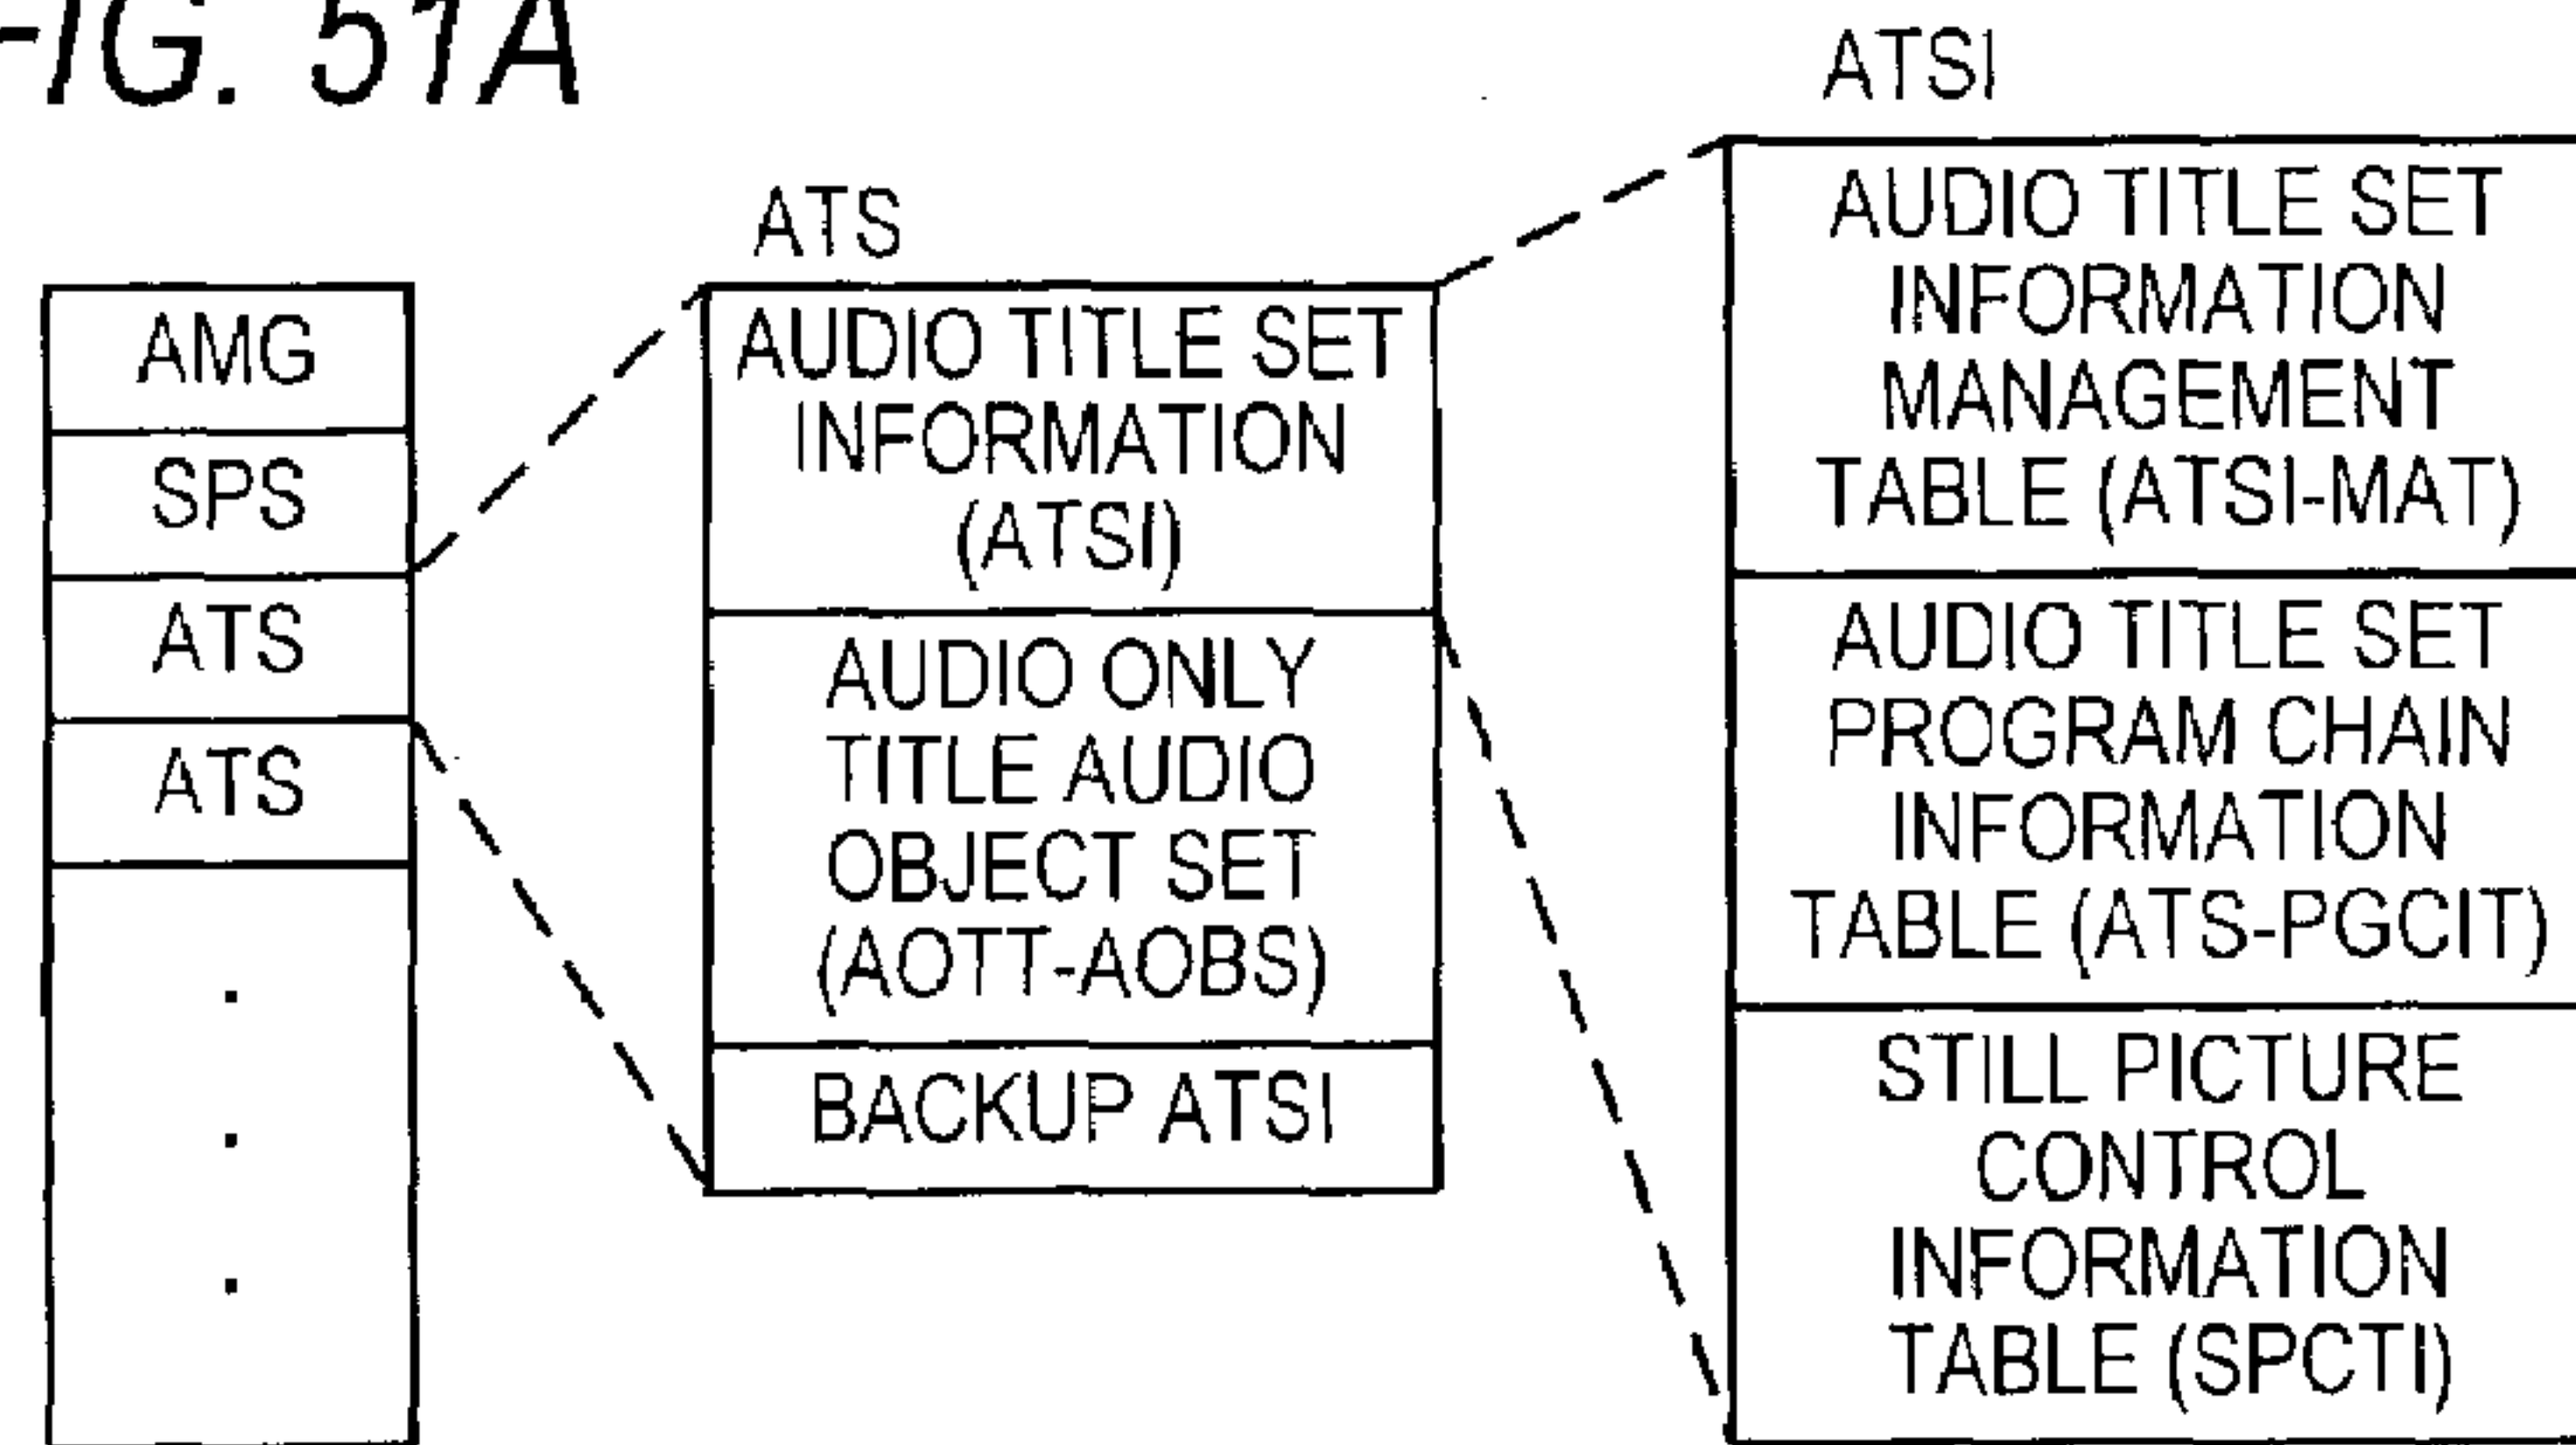 FIG. 51A
AMG
SPS
ATS
ATS
ATS
AUDIO TITLE SET
INFORMATION
(ATSI)
AUDIO ONLY
TITLE AUDIO
OBJECT SET
(AOTT-AOBS)
BACKUP ATSI
ATSI
AUDIO TITLE SET
INFORMATION
MANAGEMENT
TABLE (ATSI-MAT)
AUDIO TITLE SET
PROGRAM CHAIN
INFORMATION
TABLE (ATS-PGCIT)
STILL PICTURE
CONTROL
INFORMATION
TABLE (SPCTI)